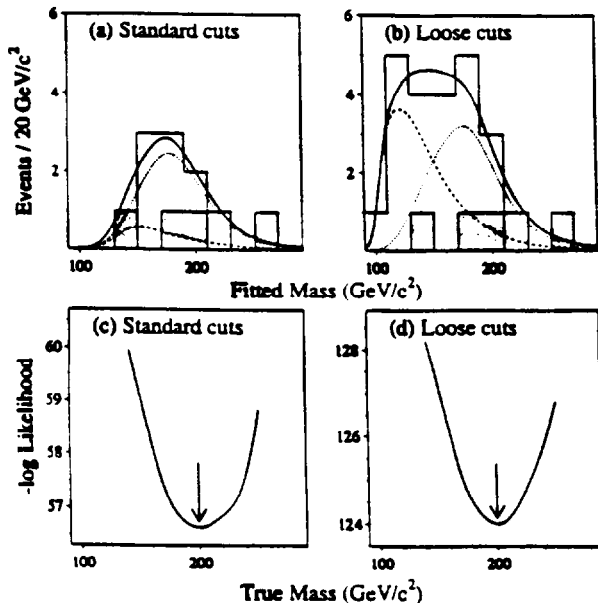 6
4
2
(a) Standard cuts
100
200
6
4
2
(b) Loose cuts
100
200
Events / 20 GeV/c²
Fitted Mass (GeV/c²)
60
59
58
57
(c) Standard cuts
100
200
128
126
124
(d) Loose cuts
100
200
-log Likelihood
True Mass (GeV/c²)